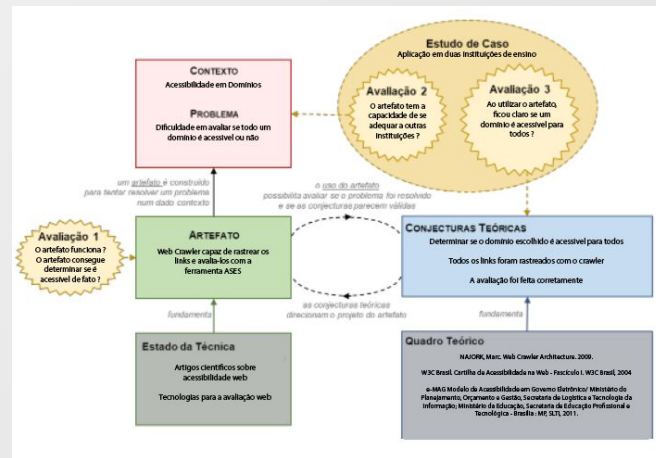 Estudo de Caso
Aplicação em duas instituições de ensino
Avaliação 2
O artefato tem a
capacidade de se
adequar a outras
instituições ?
Avaliação 3
Ao utilizar o artefato,
ficou claro se um
domínio é acessível para
todos ?
CONTEXTO
Acessibilidade em Domínios
PROBLEMA
Dificuldade em avaliar se todo um
domínio é acessível ou não
um artefato é construído
para tentar resolver um problema
num dado contexto
o uso do artefato
possibilita avaliar se o problema foi resolvido
e se as conjecturas parecem válidas
Avaliação 1
O artefato funciona ?
O artefato consegue
determinar se é
acessível de fato ?
ARTEFATO
Web Crawler capaz de rastrear os
links e avalia-los com a
ferramenta ASES
CONJECTURAS TEÓRICAS
Determinar se o domínio escolhido é acessível para todos
Todos os links foram rastreados com o crawler
A avaliação foi feita corretamente
as conjecturas teóricas
direcionam o projeto do artefato
fundamenta
fundamenta
Estado da Técnica
Artigos científicos sobre
acessibilidade web
Tecnologias para a avaliação web
Quadro Teórico
NAJORK, Marc. Web Crawler Architecture. 2009.
W3C Brasil. Cartilha de Acessibilidade na Web - Fascículo I. W3C Brasil, 2004
e-MAG Modelo de Acessibilidade em Governo Eletrônico/ Ministério do
Planejamento, Orçamento e Gestão, Secretaria de Logística e Tecnologia da
Informação; Ministério da Educação, Secretaria de Educação Profissional e
Tecnológica - Brasília : MP, SLTI, 2011.